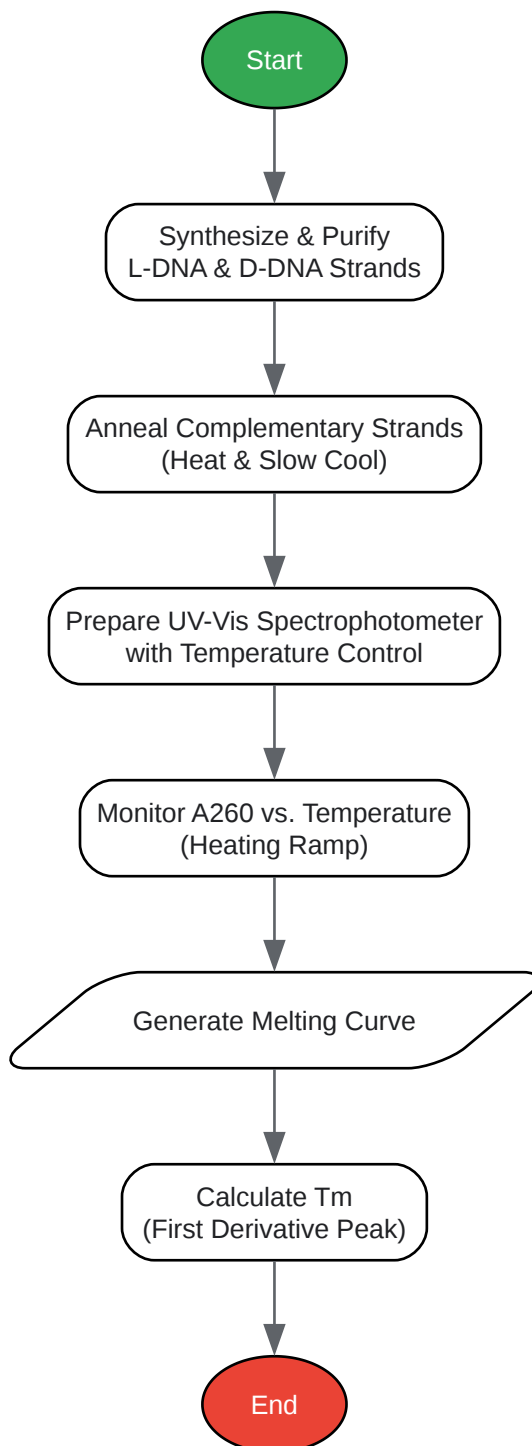 Start
Synthesize & Purify
L-DNA & D-DNA Strands
Anneal Complementary Strands
(Heat & Slow Cool)
Prepare UV-Vis Spectrophotometer
with Temperature Control
Monitor A260 vs. Temperature
(Heating Ramp)
Generate Melting Curve
Calculate Tm
(First Derivative Peak)
End